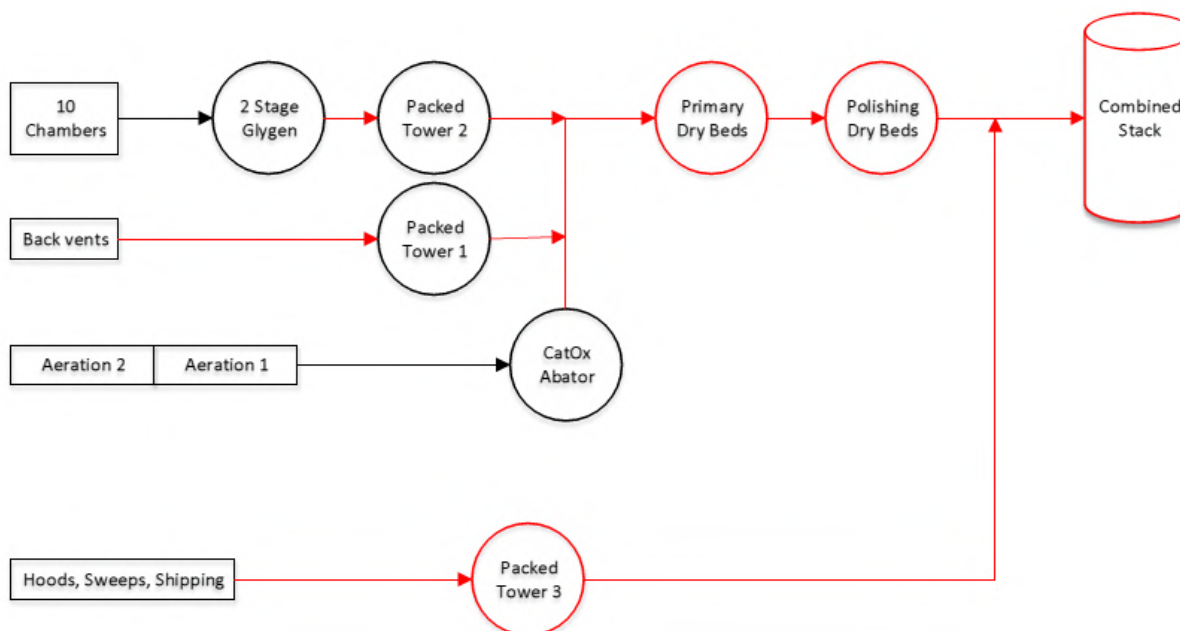 10
Chambers
2 Stage
Glygen
Packed
Tower 2
Primary
Dry Beds
Polishing
Dry Beds
Combined
Stack
Back vents
Packed
Tower 1
Aeration 2
Aeration 1
CatOx
Abator
Hoods, Sweeps, Shipping
Packed
Tower 3